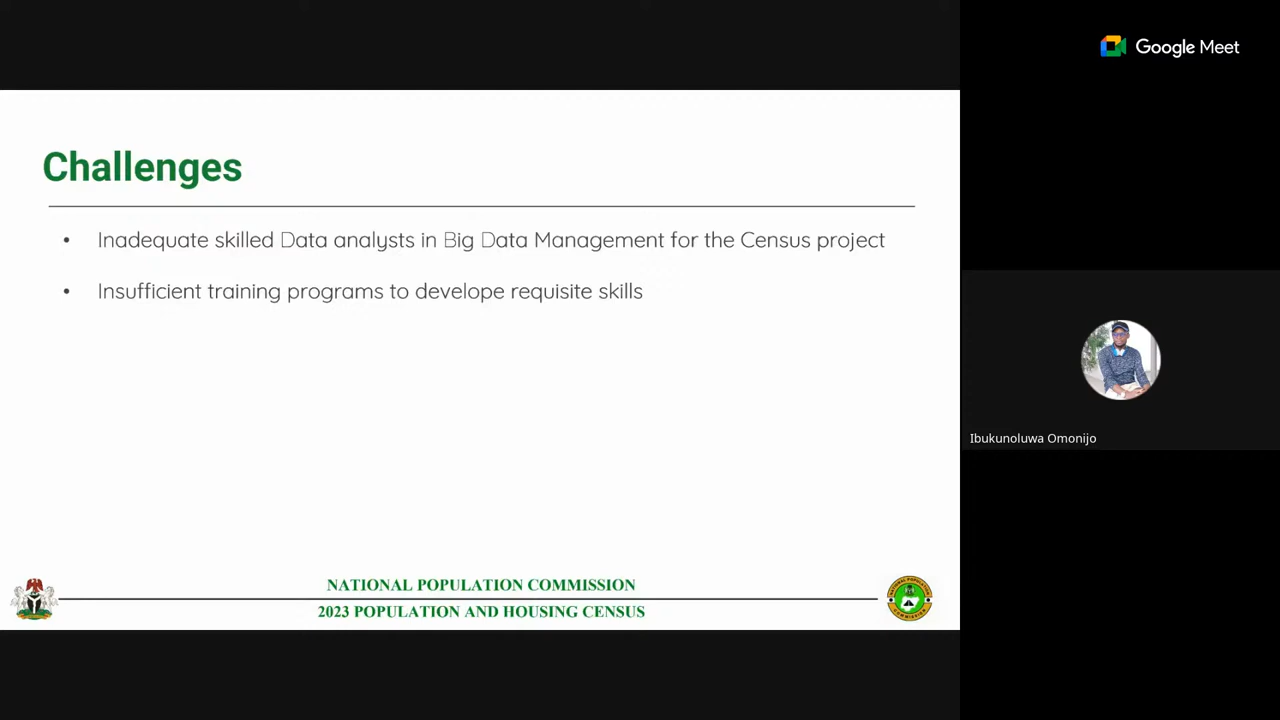 Google Meet
Challenges
• Inadequate skilled Data analysts in Big Data Management for the Census project
• Insufficient training programs to develope requisite skills
Ibukunoluwa Omonijo
NATIONAL POPULATION COMMISSION
2023 POPULATION AND HOUSING CENSUS